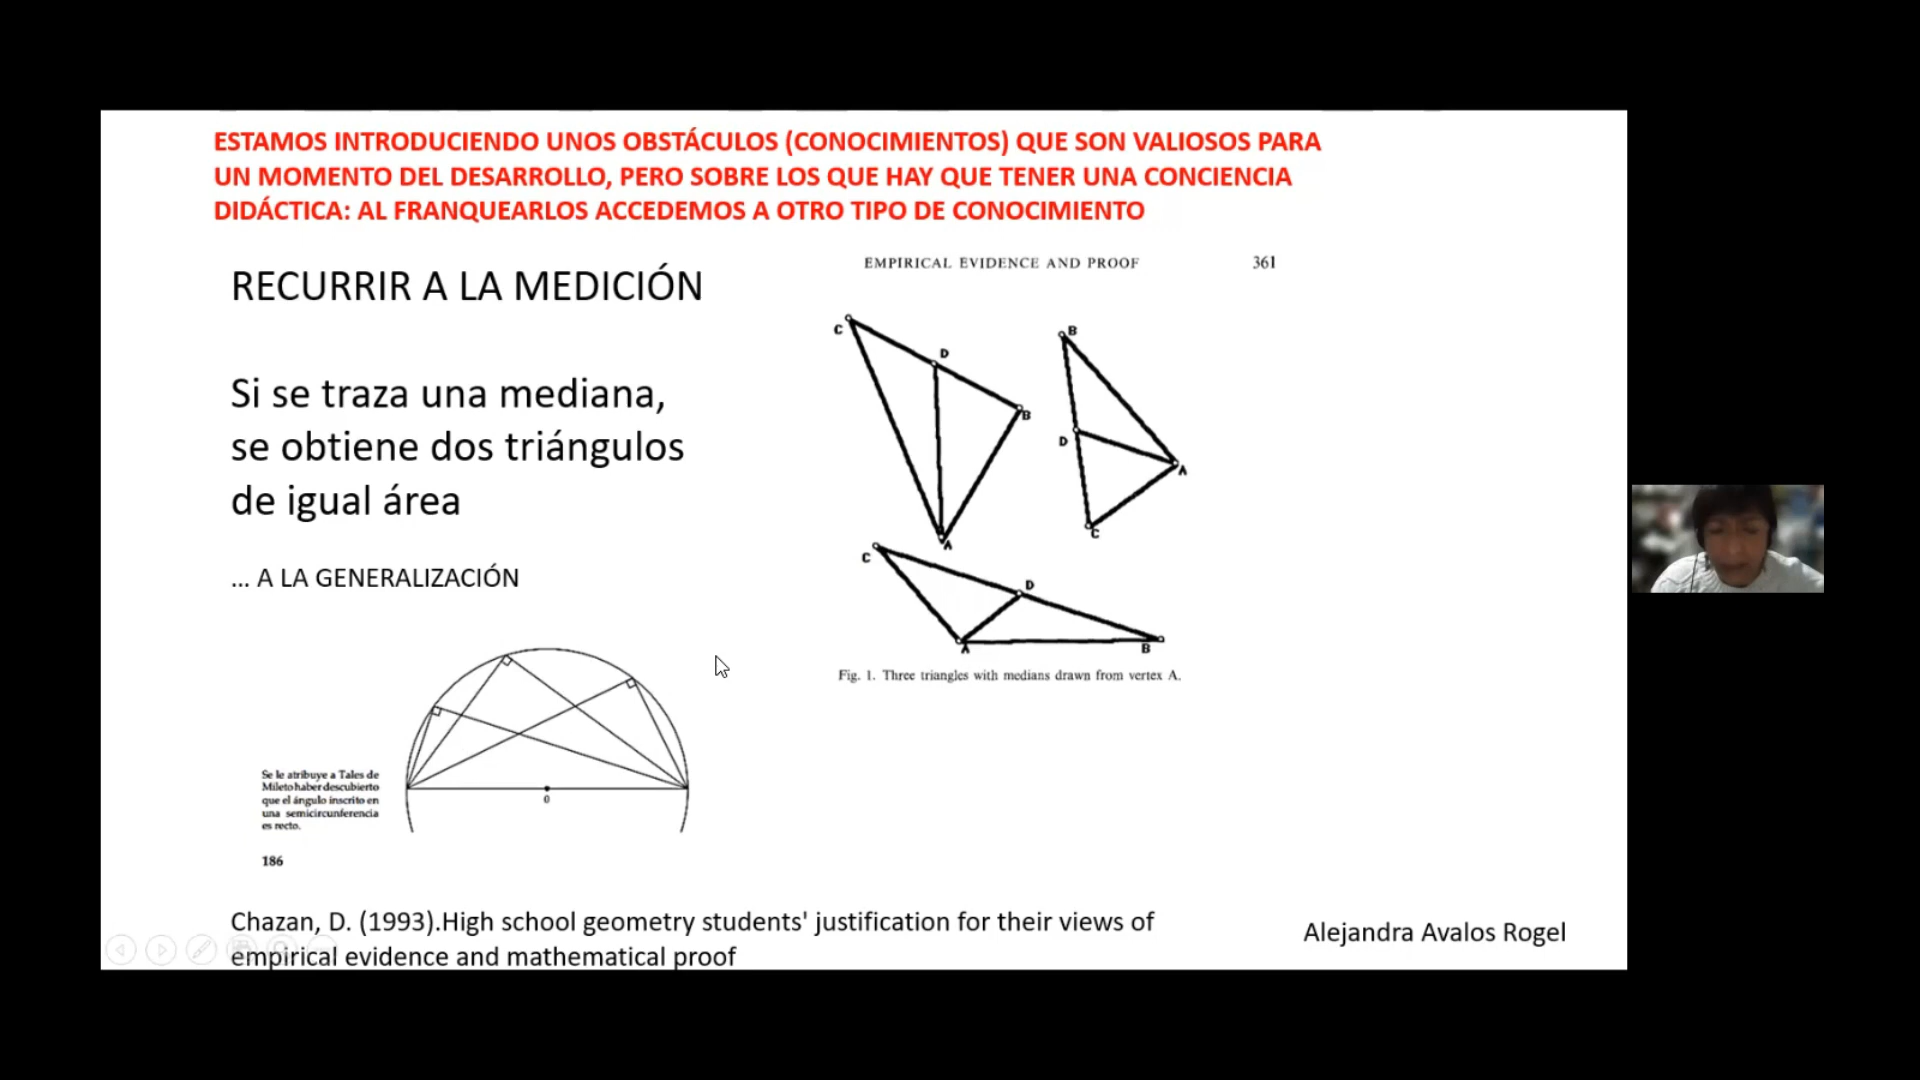 ESTAMOS INTRODUCIENDO UNOS OBSTÁCULOS (CONOCIMIENTOS) QUE SON VALIOSOS PARA
UN MOMENTO DEL DESARROLLO, PERO SOBRE LOS QUE HAY QUE TENER UNA CONCIENCIA
DIDÁCTICA: AL FRANQUEARLOS ACCEDEMOS A OTRO TIPO DE CONOCIMIENTO
RECURRIR A LA MEDICIÓN
Si se traza una mediana,
se obtiene dos triángulos
de igual área
... A LA GENERALIZACIÓN
EMPIRICAL EVIDENCE AND PROOF 361
C
D
B
A
B
D
A
C
C
D
A
B
Fig. 1. Three triangles with medians drawn from vertex A.
0
Se le atribuye a Tales de
Mileto haber descubierto
que el ángulo inscrito en
una semicircunferencia
es recto.
186
Chazan, D. (1993).High school geometry students' justification for their views of
empirical evidence and mathematical proof
Alejandra Avalos Rogel